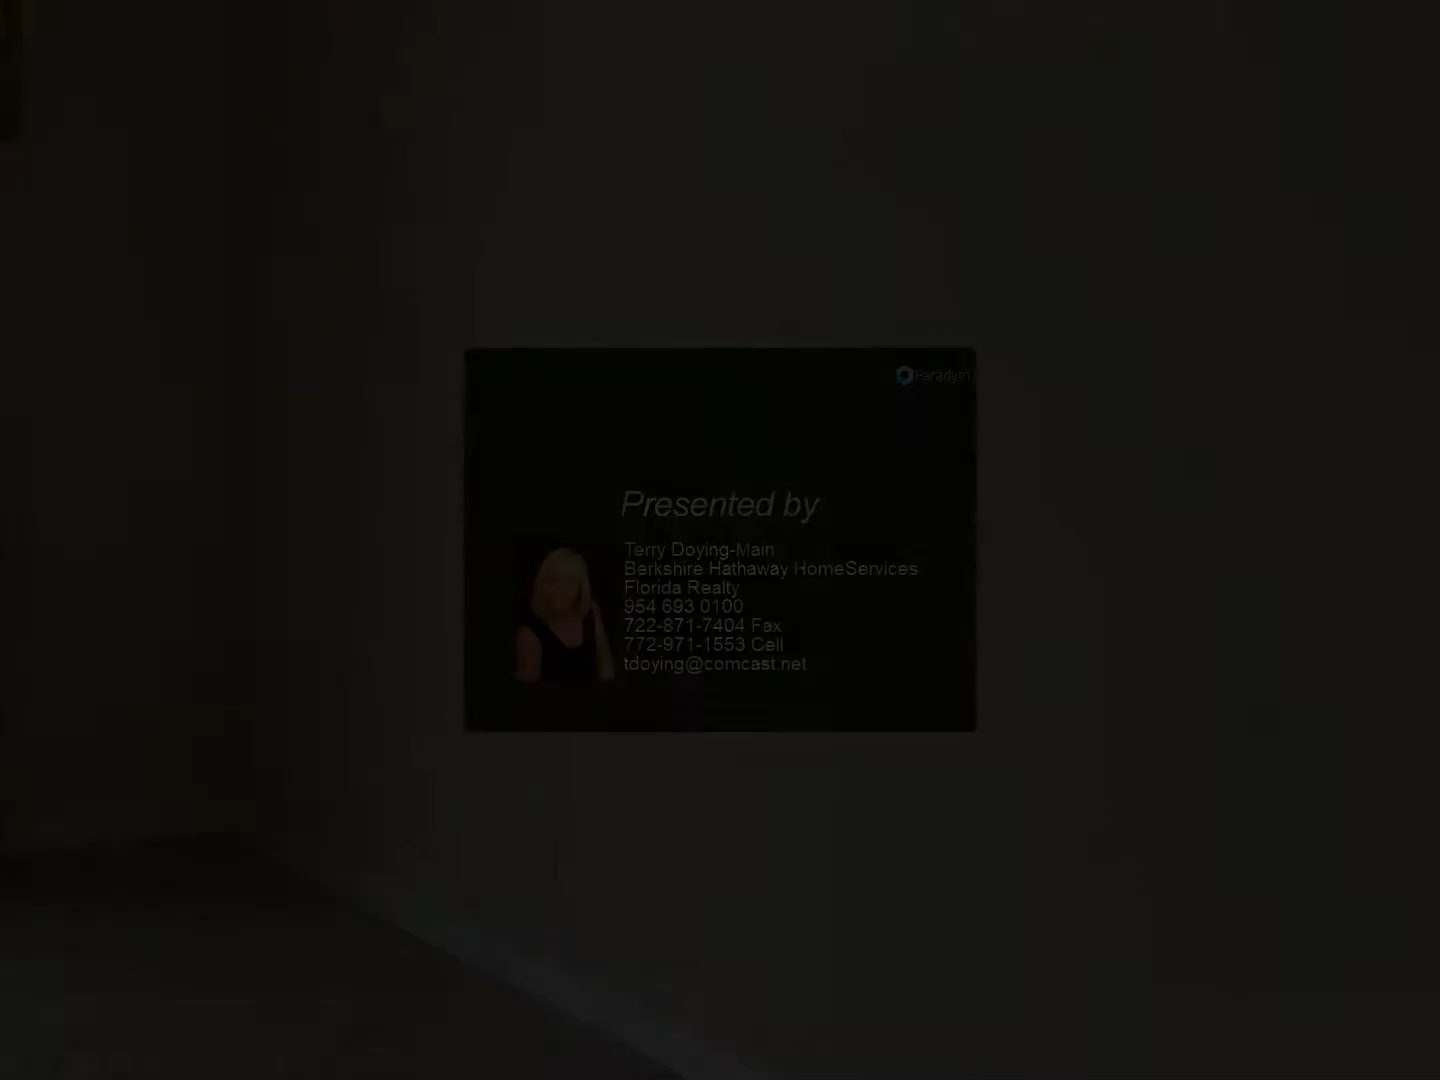 Paradym
Presented by
Terry Doying-Main
Berkshire Hathaway HomeServices
Florida Realty
954 693 0100
722-871-7404 Fax
772-971-1553 Cell
tdoying@comcast.net